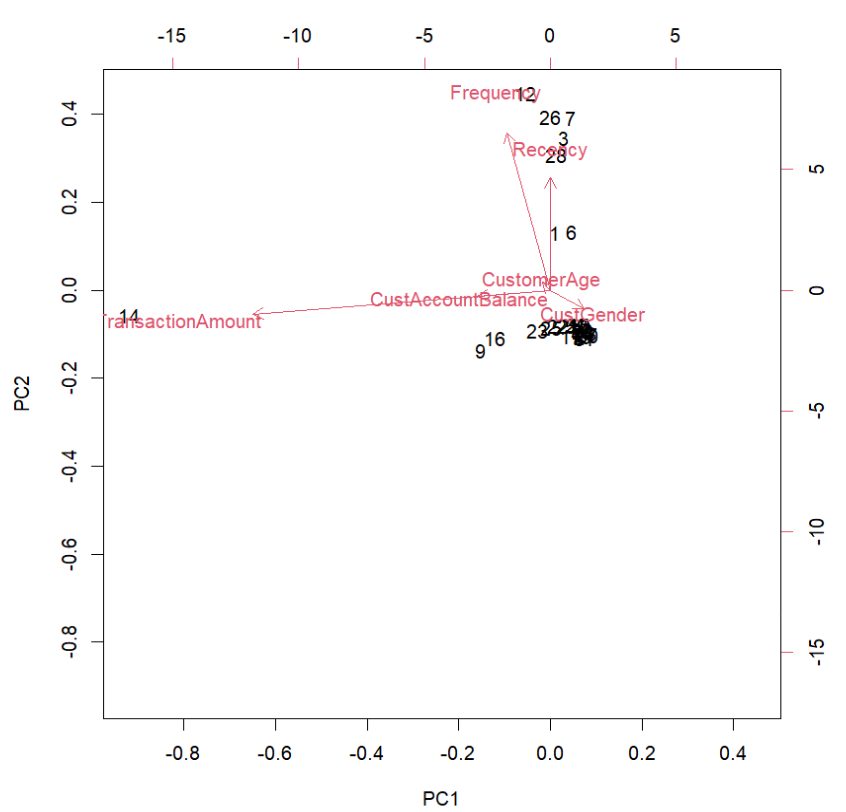 -15 -10 -5 0 5
Frequency 12
26 7
3
Recency
28
1 6
CustomerAge
CustAccountBalance
14
ransactionAmount
CustGender
23
16
9
0.4
0.2
0.0
-0.2
-0.4
-0.6
-0.8
PC2
5
0
-5
-10
-15
-0.8 -0.6 -0.4 -0.2 0.0 0.2 0.4
PC1